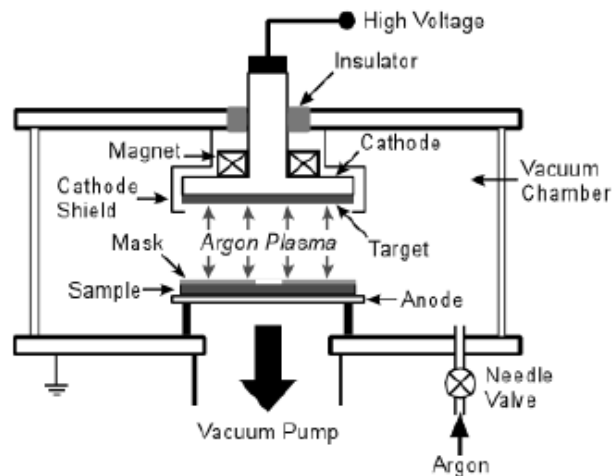 High Voltage
Insulator
Magnet
Cathode
Cathode
Shield
Vacuum
Chamber
Argon Plasma
Target
Mask
Sample
Anode
Needle
Valve
Vacuum Pump
Argon